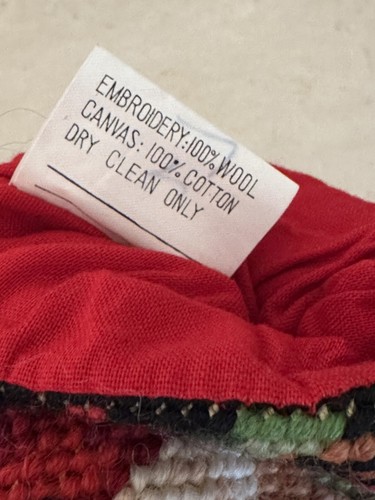 EMBROIDERY:100% WOOL
CANVAS: 100% COTTON
DRY CLEAN ONLY